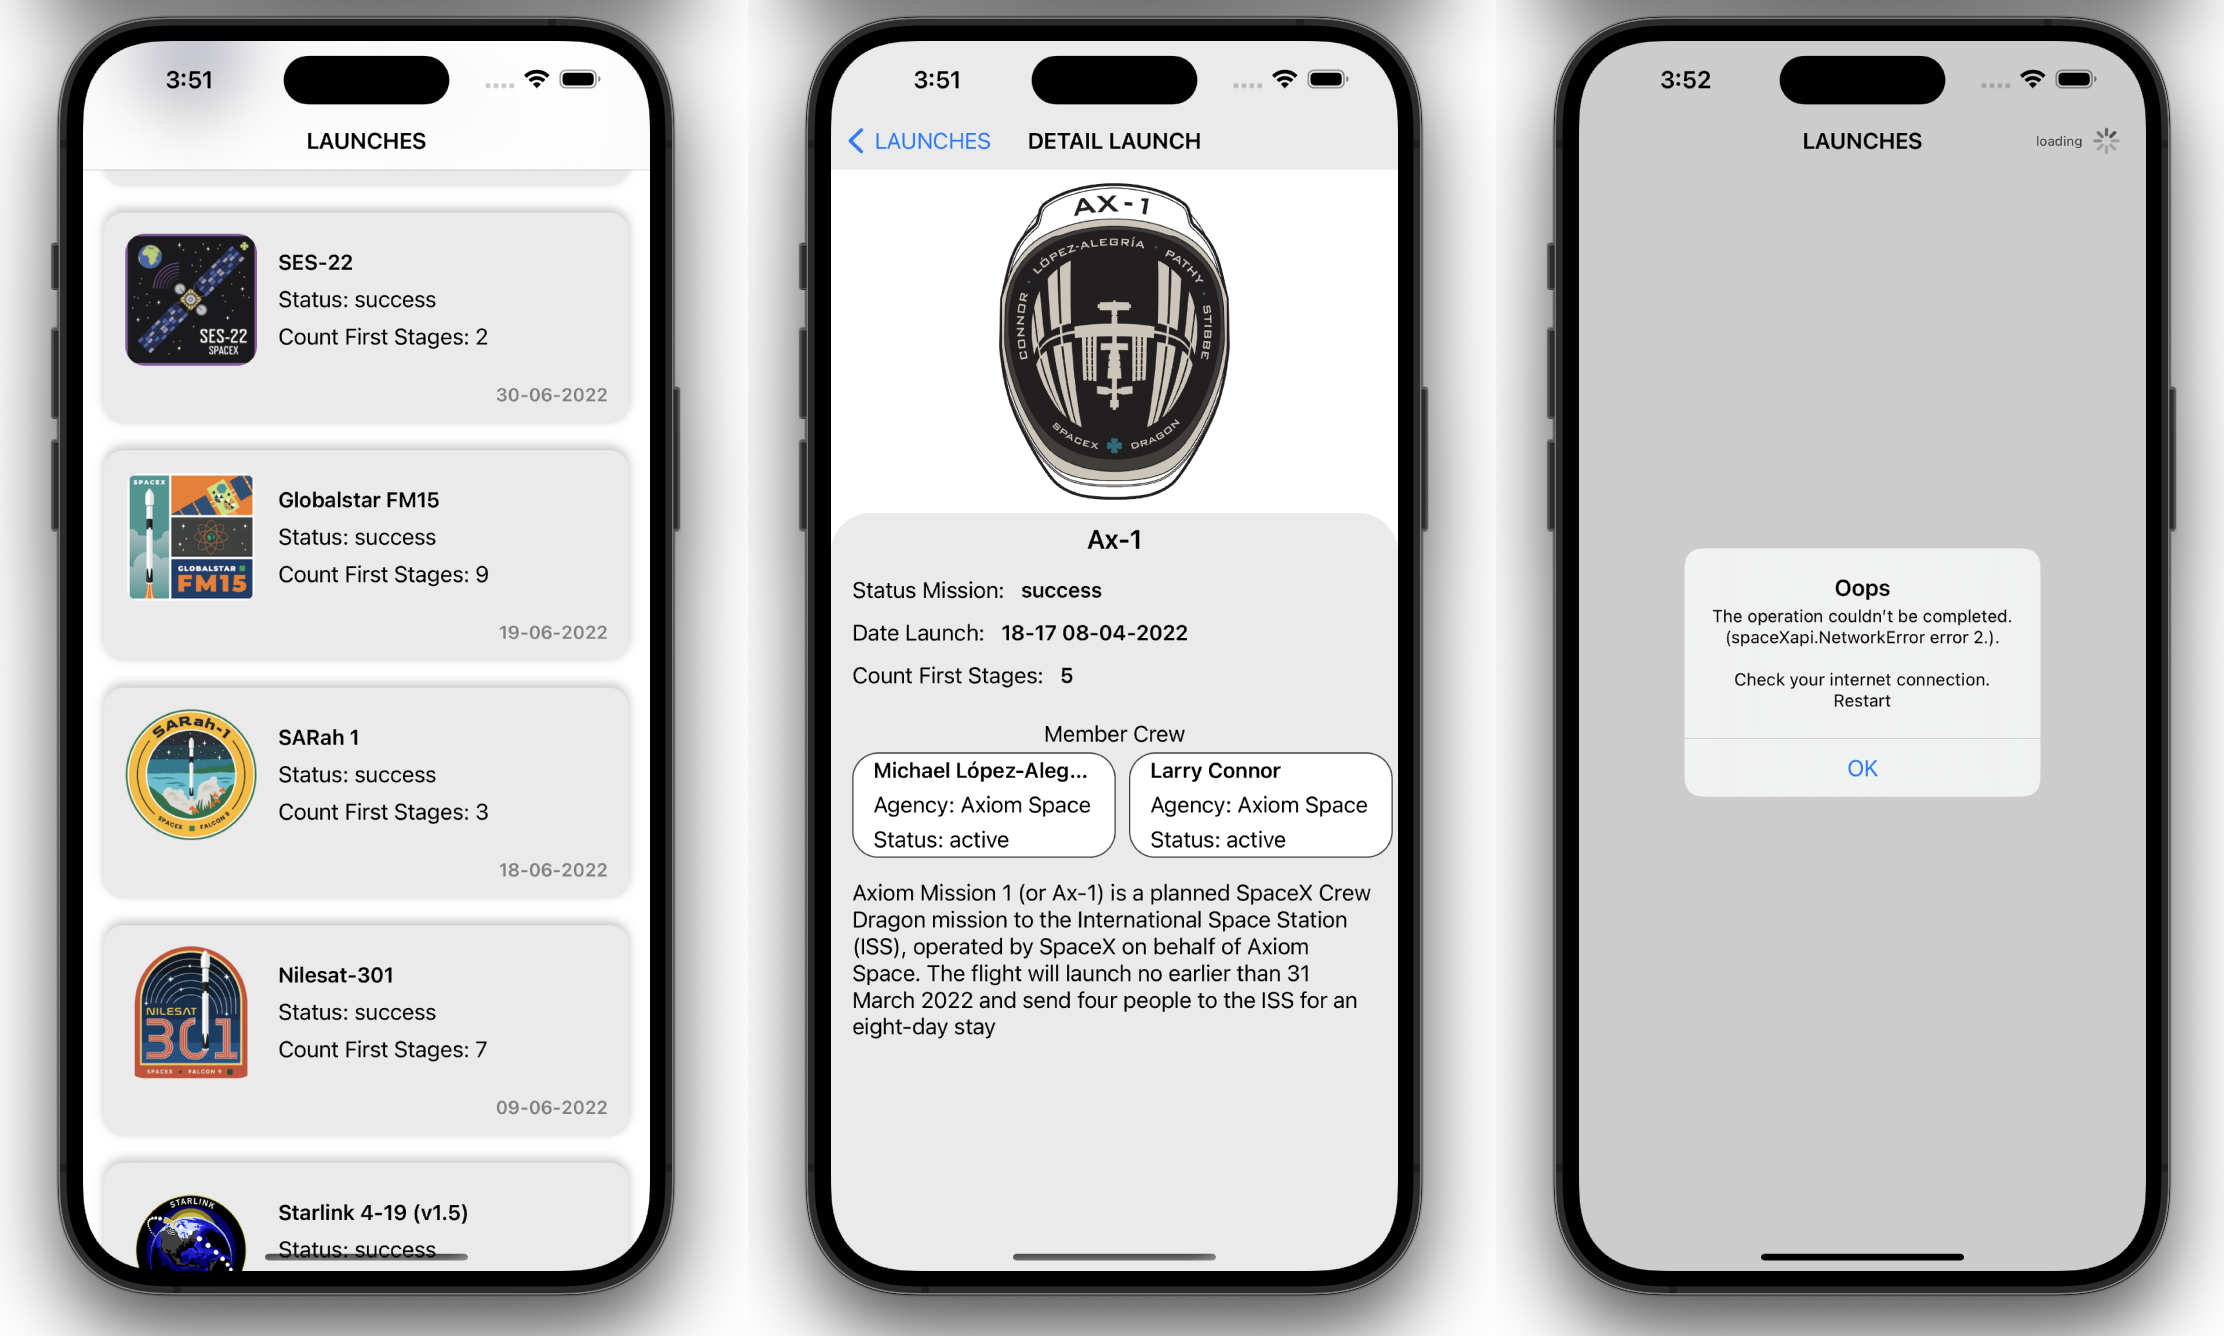 3:51
LAUNCHES
SES-22
SPACEX
SES-22
Status: success
Count First Stages: 2
30-06-2022
SPACEX
GLOBALSTAR
FM15
Globalstar FM15
Status: success
Count First Stages: 9
19-06-2022
SARah-1
SPACEX
FALCON 9
SARah 1
Status: success
Count First Stages: 3
18-06-2022
NILESAT
301
SPACEX FALCON 9
Nilesat-301
Status: success
Count First Stages: 7
09-06-2022
STARLINK
Starlink 4-19 (v1.5)
Status: success
3:51
LAUNCHES
DETAIL LAUNCH
AX-1
CONNOR · LÓPEZ-ALEGRÍA · PATHY · STIBBE
SPACEX DRAGON
Ax-1
Status Mission: success
Date Launch: 18-17 08-04-2022
Count First Stages: 5
Member Crew
Michael López-Aleg...
Agency: Axiom Space
Status: active
Larry Connor
Agency: Axiom Space
Status: active
Axiom Mission 1 (or Ax-1) is a planned SpaceX Crew
Dragon mission to the International Space Station
(ISS), operated by SpaceX on behalf of Axiom
Space. The flight will launch no earlier than 31
March 2022 and send four people to the ISS for an
eight-day stay
3:52
LAUNCHES
loading
Oops
The operation couldn't be completed.
(spaceXapi.NetworkError error 2.).
Check your internet connection.
Restart
OK